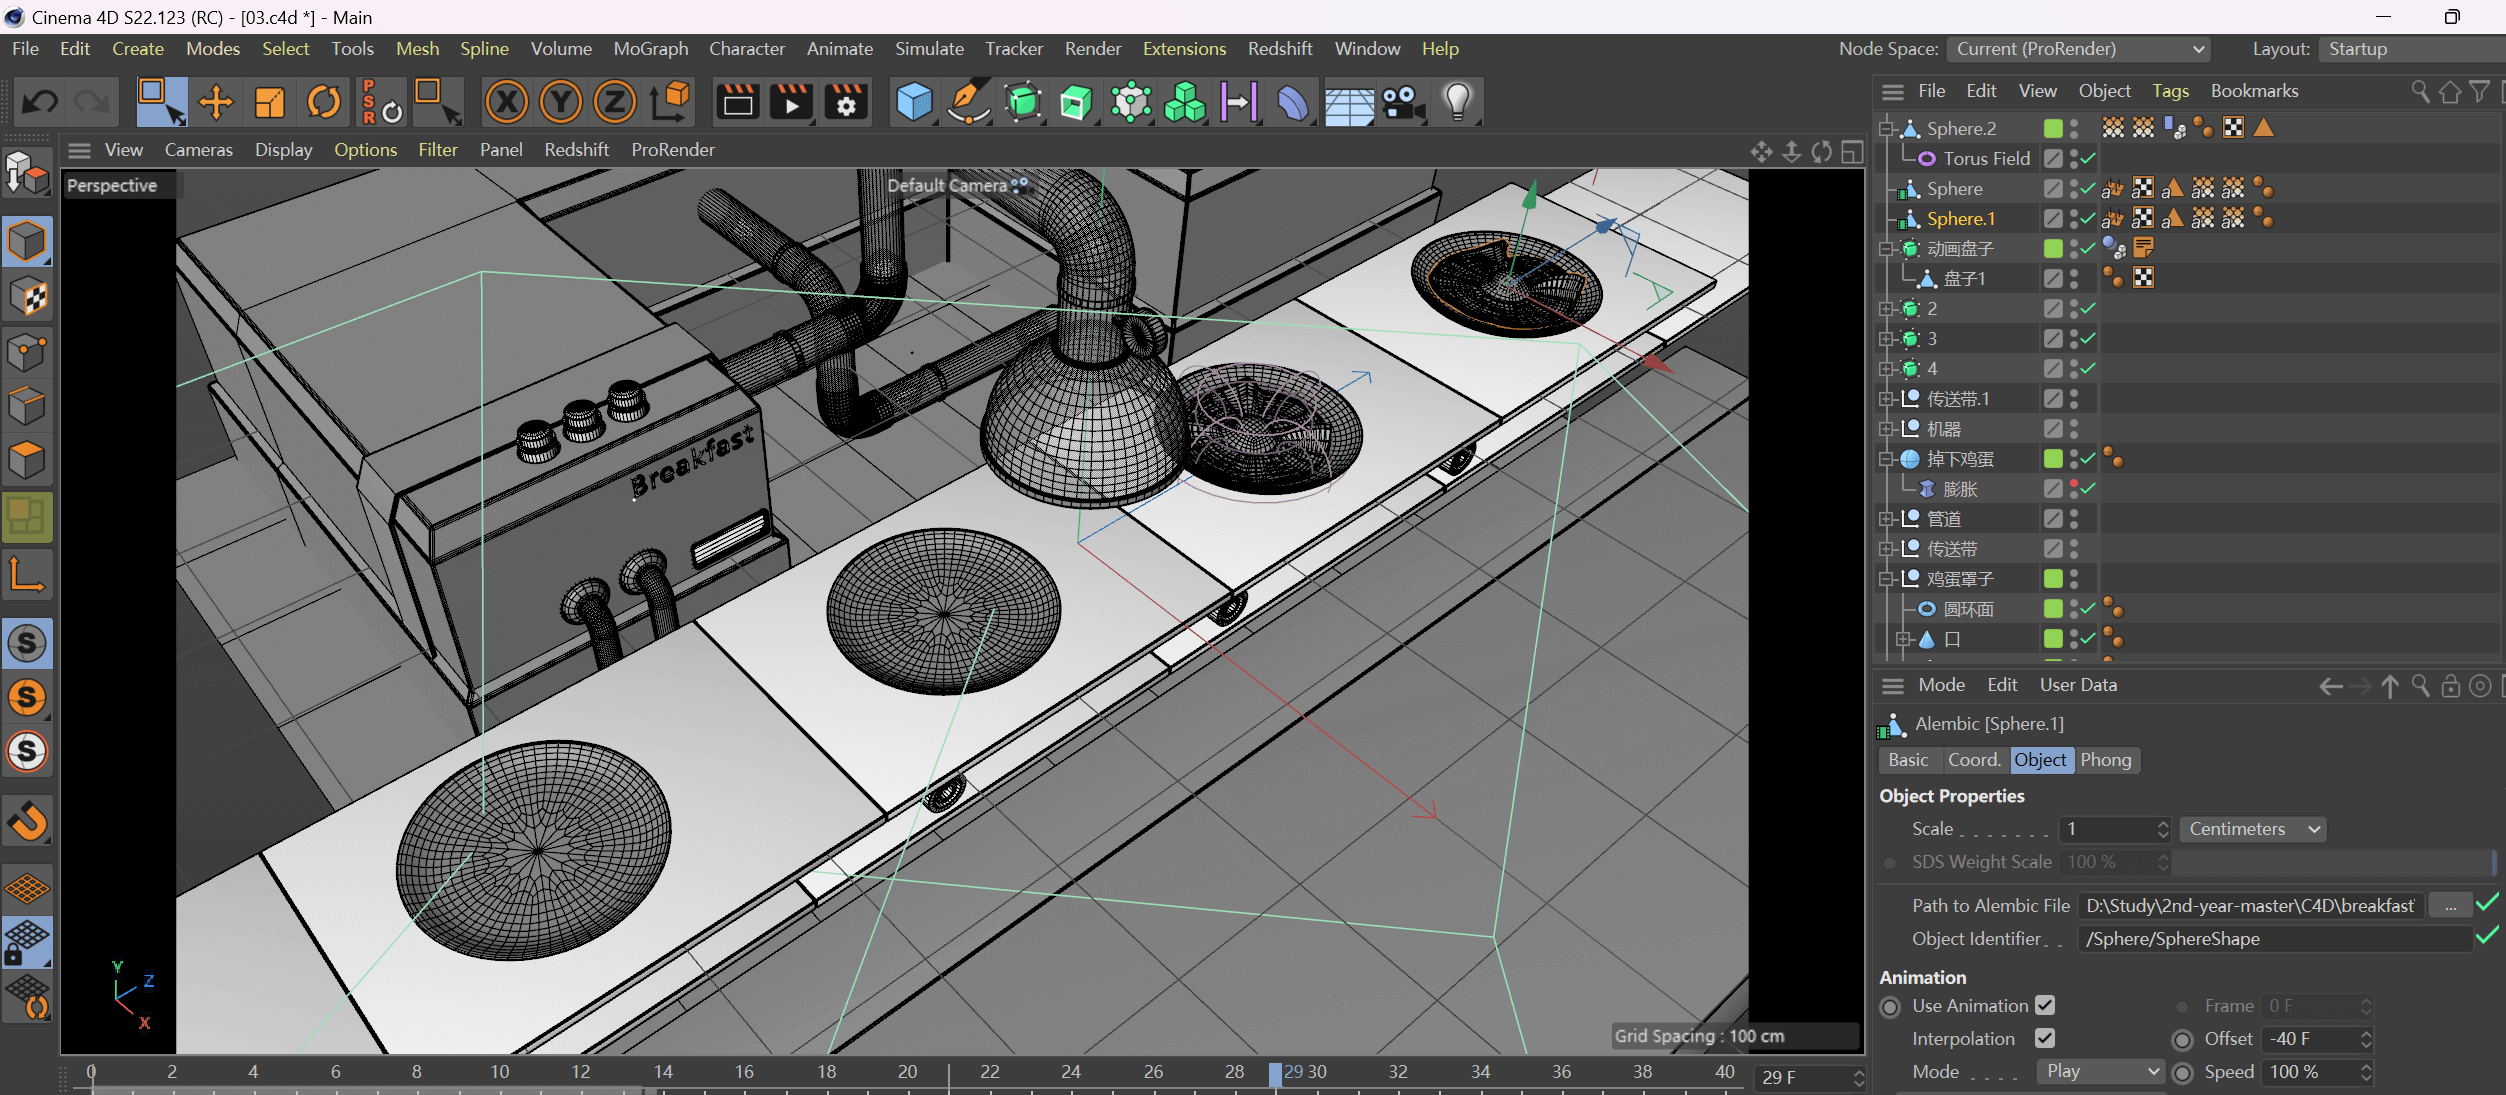 Cinema 4D S22.123 (RC) - [03.c4d *] - Main
File Edit Create Modes Select Tools Mesh Spline Volume MoGraph Character Animate Simulate Tracker Render Extensions Redshift Window Help
Node Space: Current (ProRender) Layout: Startup
File Edit View Object Tags Bookmarks
View Cameras Display Options Filter Panel Redshift ProRender
Perspective
Default Camera
Breakfast
Grid Spacing : 100 cm
Y
Z
X
0 2 4 6 8 10 12 14 16 18 20 22 24 26 28 29 30 32 34 36 38 40
29 F
Sphere.2
Torus Field
Sphere
Sphere.1
动画盘子
盘子1
2
3
4
传送带.1
机器
掉下鸡蛋
膨胀
管道
传送带
鸡蛋罩子
圆环面
口
Mode Edit User Data
Alembic [Sphere.1]
Basic Coord. Object Phong
Object Properties
Scale 1 Centimeters
SDS Weight Scale 100 %
Path to Alembic File D:\Study\2nd-year-master\C4D\breakfast\ ...
Object Identifier /Sphere/SphereShape
Animation
Use Animation Frame 0 F
Interpolation Offset -40 F
Mode Play Speed 100 %